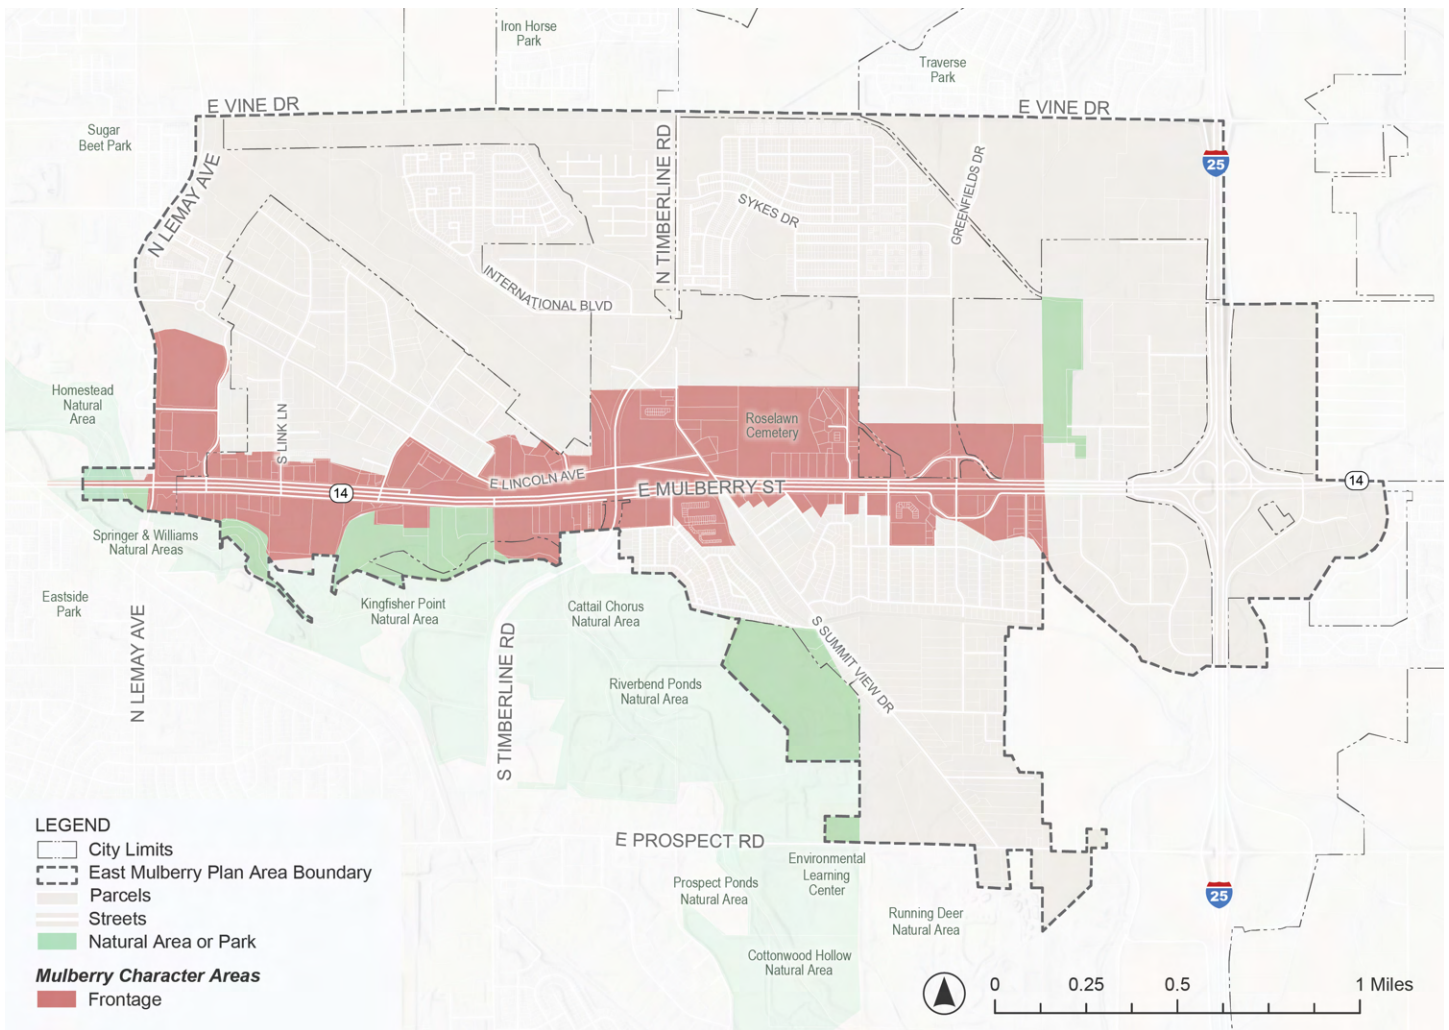 Iron Horse
Park
Traverse
Park
E VINE DR
E VINE DR
Sugar
Beet Park
N LEMAY AVE
N TIMBERLINE RD
GREENFIELDS DR
25
SYKES DR
INTERNATIONAL BLVD
Homestead
Natural
Area
S LINK LN
Roselawn
Cemetery
E LINCOLN AVE
14
E MULBERRY ST
14
Springer & Williams
Natural Areas
Eastside
Park
Kingfisher Point
Natural Area
Cattail Chorus
Natural Area
N LEMAY AVE
S TIMBERLINE RD
S SUMMIT VIEW DR
Riverbend Ponds
Natural Area
E PROSPECT RD
Environmental
Learning
Center
Prospect Ponds
Natural Area
25
Running Deer
Natural Area
Cottonwood Hollow
Natural Area
LEGEND
City Limits
East Mulberry Plan Area Boundary
Parcels
Streets
Natural Area or Park
Mulberry Character Areas
Frontage
0 0.25 0.5 1 Miles